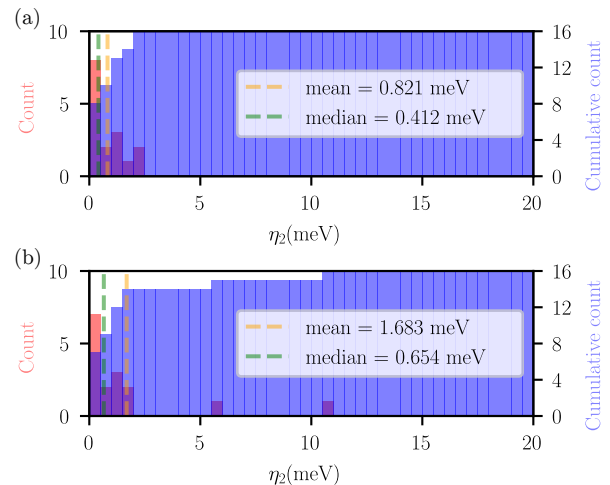 (a)
10
5
0
Count
16
12
8
4
0
Cumulative count
mean = 0.821 meV
median = 0.412 meV
0
5
10
15
20
η₂(meV)
(b)
10
5
0
Count
16
12
8
4
0
Cumulative count
mean = 1.683 meV
median = 0.654 meV
0
5
10
15
20
η₂(meV)